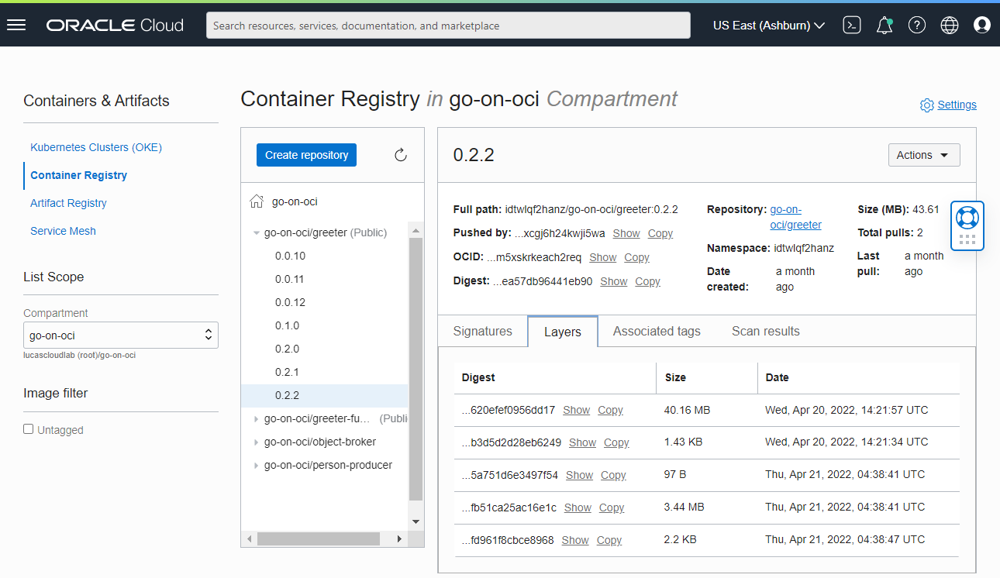 ORACLE Cloud
Search resources, services, documentation, and marketplace
US East (Ashburn)
Containers & Artifacts
Kubernetes Clusters (OKE)
Container Registry
Artifact Registry
Service Mesh
List Scope
Compartment
go-on-oci
lucascloudlab (root)/go-on-oci
Image filter
Untagged
Container Registry in go-on-oci Compartment
Settings
Create repository
go-on-oci
go-on-oci/greeter (Public)
0.0.10
0.0.11
0.0.12
0.1.0
0.2.0
0.2.1
0.2.2
go-on-oci/greeter-fu... (Publi
go-on-oci/object-broker
go-on-oci/person-producer
0.2.2
Actions
Full path: idtwlqf2hanz/go-on-oci/greeter:0.2.2
Pushed by: ...xcgj6h24kwji5wa Show Copy
OCID: ...m5xskrkeach2req Show Copy
Digest: ...ea57db96441eb90 Show Copy
Repository: go-on-
oci/greeter
Namespace: idtwlqf2hanz
Date a month
created: ago
Size (MB): 43.61
Total pulls: 2
Last a month
pull: ago
Signatures Layers Associated tags Scan results
Digest Size Date
...620efef0956dd17 Show Copy 40.16 MB Wed, Apr 20, 2022, 14:21:57 UTC
...b3d5d2d28eb6249 Show Copy 1.43 KB Wed, Apr 20, 2022, 14:21:34 UTC
...5a751d6e3497f54 Show Copy 97 B Thu, Apr 21, 2022, 04:38:41 UTC
...fb51ca25ac16e1c Show Copy 3.44 MB Thu, Apr 21, 2022, 04:38:41 UTC
...fd961f8cbce8968 Show Copy 2.2 KB Thu, Apr 21, 2022, 04:38:47 UTC